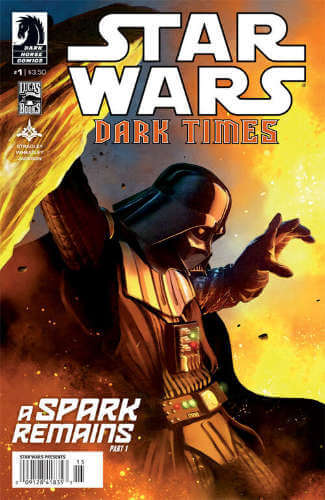 DARK
HORSE
COMICS
#1 | $3.50
LUCAS
BOOKS
STRADLEY
WHEATLEY
JACKSON
STAR
WARS
DARK TIMES
A SPARK
REMAINS
PART 1
STAR WARS PRESENTS